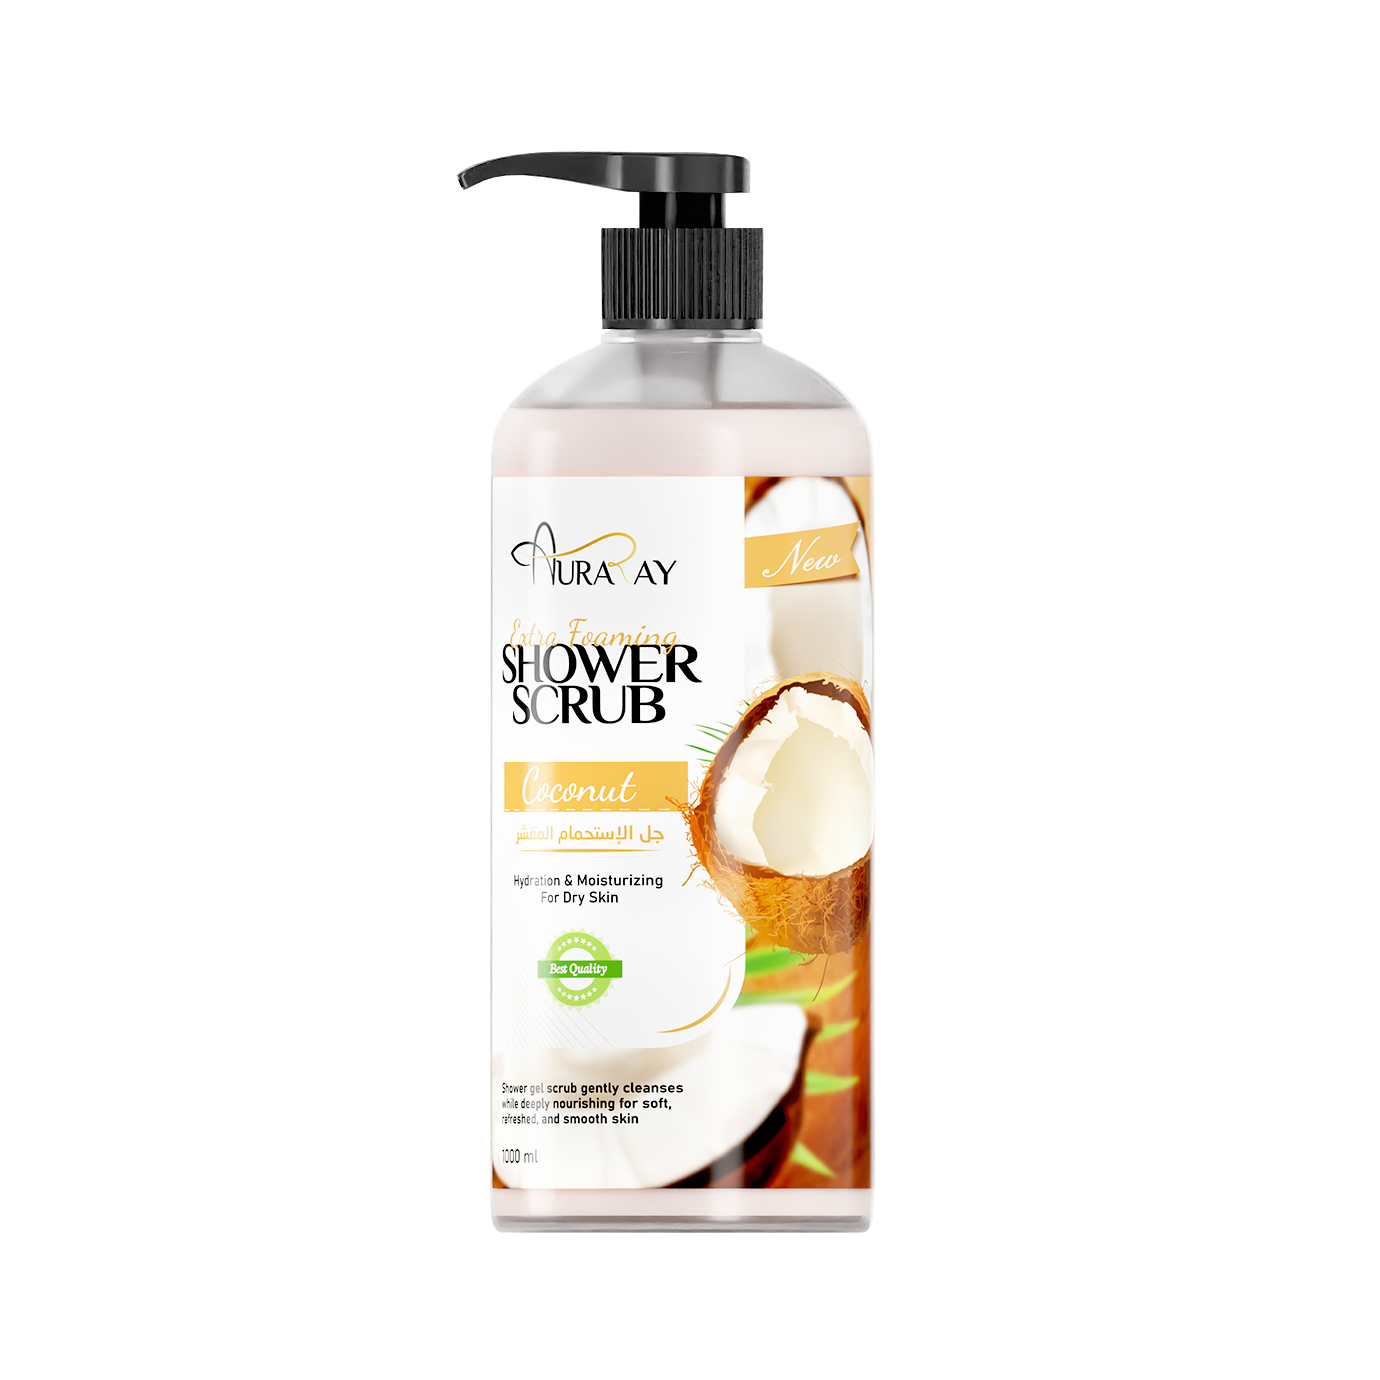 AURARAY
New
Extra Foaming
SHOWER
SCRUB
Coconut
جل الإستحمام المقشر
Hydration & Moisturizing
For Dry Skin
Best Quality
Shower gel scrub gently cleanses
while deeply nourishing for soft,
refreshed, and smooth skin
1000 ml